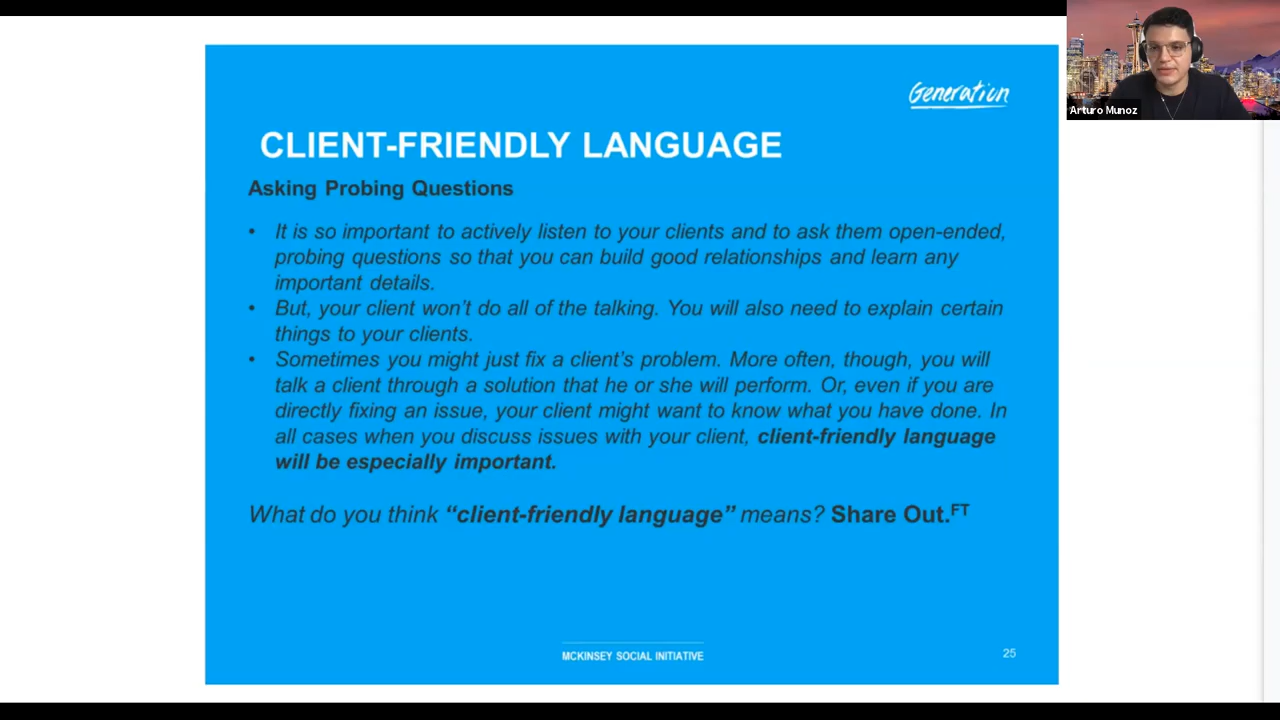 Generation
Arturo Munoz
CLIENT-FRIENDLY LANGUAGE
Asking Probing Questions
• It is so important to actively listen to your clients and to ask them open-ended,
probing questions so that you can build good relationships and learn any
important details.
• But, your client won’t do all of the talking. You will also need to explain certain
things to your clients.
• Sometimes you might just fix a client’s problem. More often, though, you will
talk a client through a solution that he or she will perform. Or, even if you are
directly fixing an issue, your client might want to know what you have done. In
all cases when you discuss issues with your client, client-friendly language
will be especially important.
What do you think “client-friendly language” means? Share Out.FT
MCKINSEY SOCIAL INITIATIVE
25